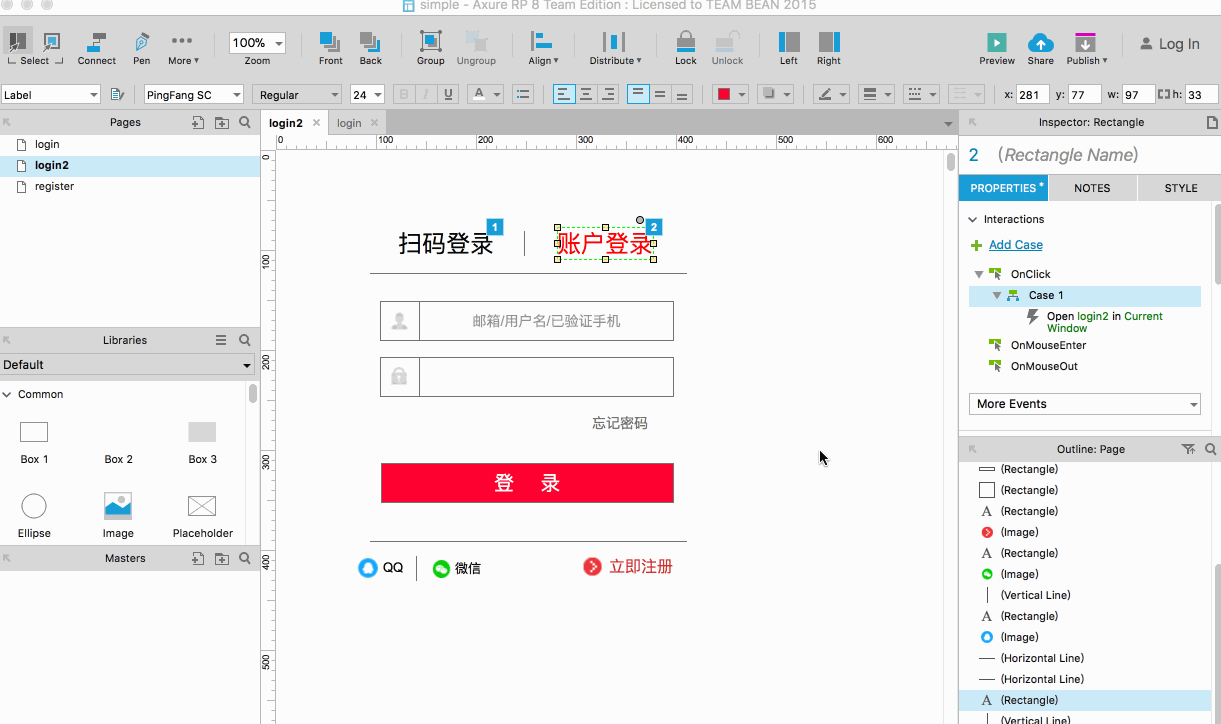 simple - Axure RP 8 Team Edition : Licensed to TEAM BEAN 2015
Select Connect Pen More ▾ 100% Zoom Front Back Group Ungroup Align ▾ Distribute ▾ Lock Unlock Left Right Preview Share Publish ▾ Log In
Label PingFang SC Regular 24 B I U A x: 281 y: 77 w: 97 h: 33
Pages
login
login2
register
Libraries
Default
Common
Box 1 Box 2 Box 3
Ellipse Image Placeholder
Masters
login2 login
0 100 200 300 400 500 600
0
100
200
300
400
500
扫码登录 1 账户登录 2
邮箱/用户名/已验证手机
忘记密码
登 录
QQ 微信 立即注册
Inspector: Rectangle
2 (Rectangle Name)
PROPERTIES * NOTES STYLE
Interactions
Add Case
OnClick
Case 1
Open login2 in Current
Window
OnMouseEnter
OnMouseOut
More Events
Outline: Page
(Rectangle)
(Rectangle)
A (Rectangle)
(Image)
A (Rectangle)
(Image)
(Vertical Line)
A (Rectangle)
(Image)
(Horizontal Line)
(Horizontal Line)
A (Rectangle)
(Vertical Line)